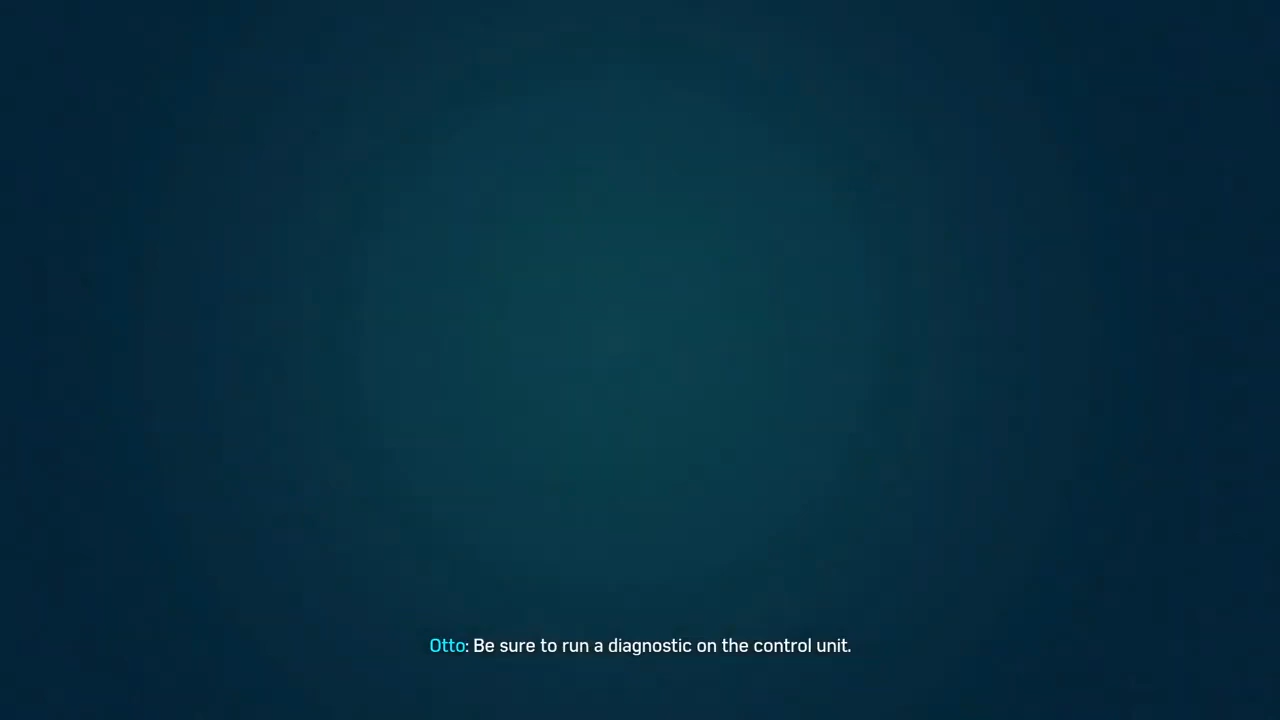 Otto: Be sure to run a diagnostic on the control unit.